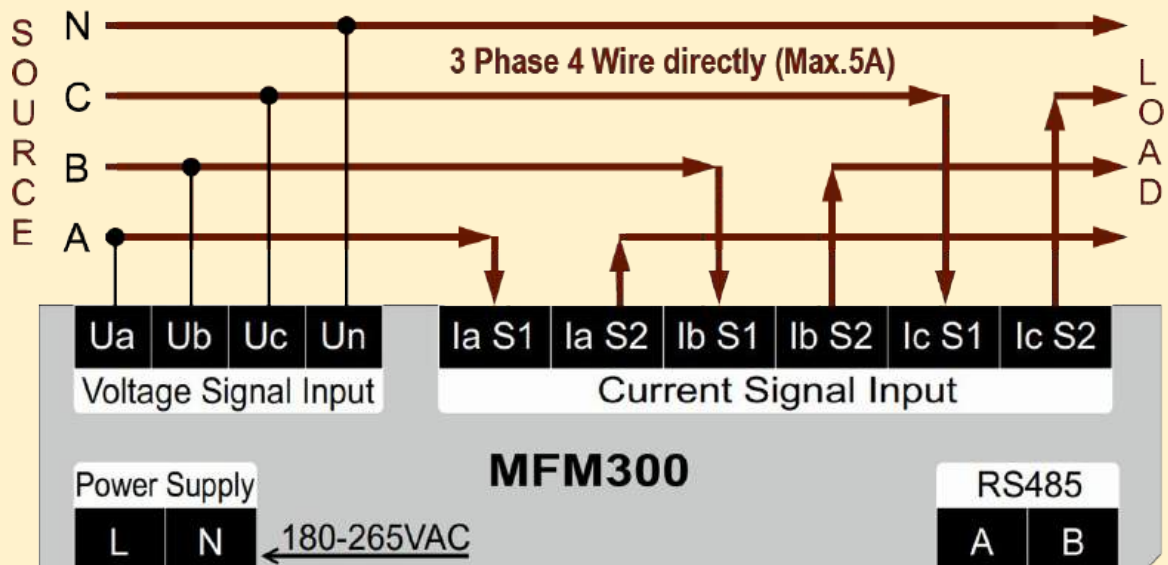 SOURCE
N
3 Phase 4 Wire directly (Max.5A)
C
B
A
LOAD
Ua Ub Uc Un
Ia S1 Ia S2 Ib S1 Ib S2 Ic S1 Ic S2
Voltage Signal Input
Current Signal Input
MFM300
Power Supply
RS485
L N
180-265VAC
A B